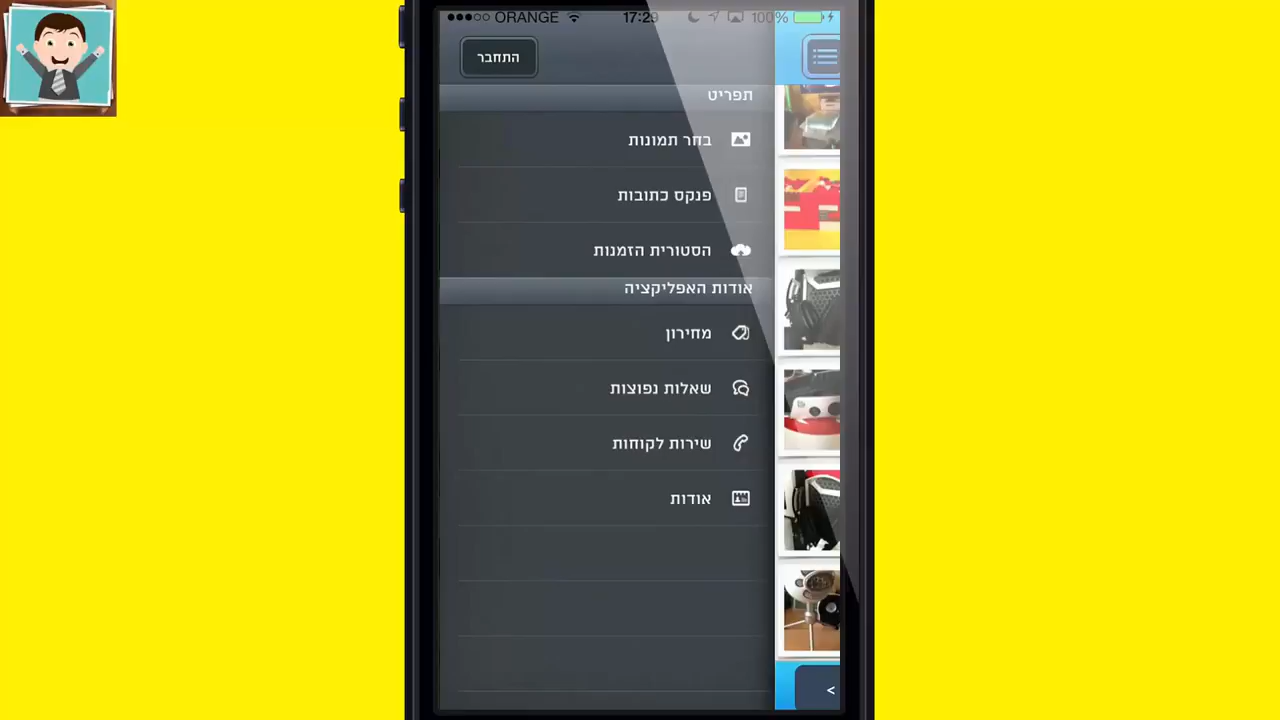 ORANGE 17:29 100%
התחבר
תפריט
בחר תמונות
פנקס כתובות
הסטורית הזמנות
אודות האפליקציה
מחירון
שאלות נפוצות
שירות לקוחות
אודות
<